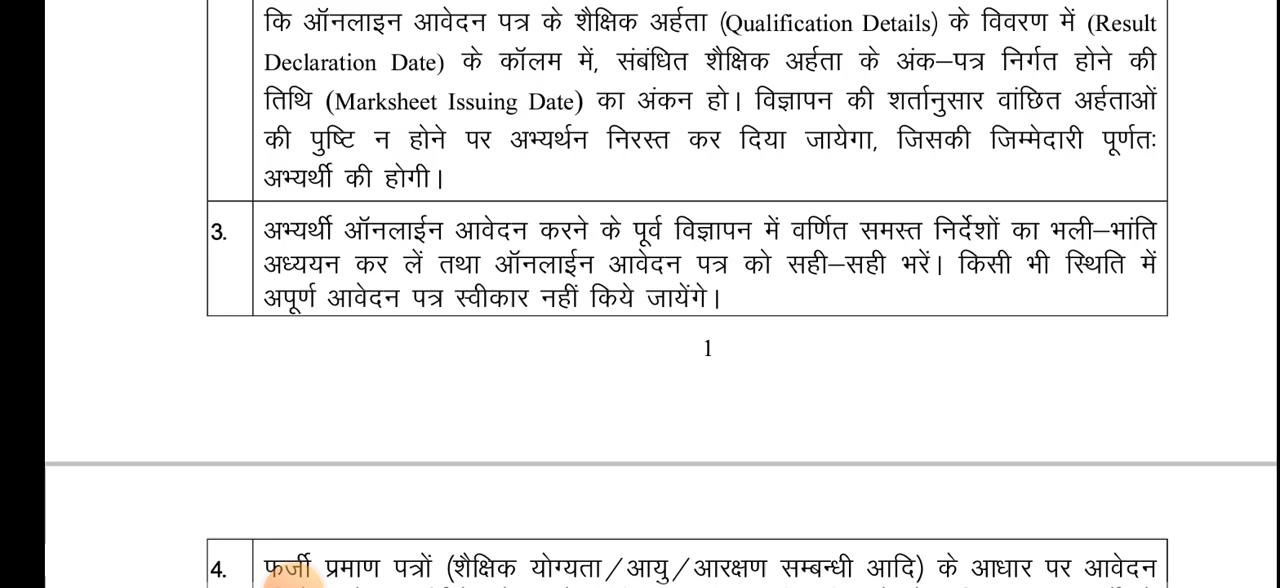 कि ऑनलाइन आवेदन पत्र के शैक्षिक अर्हता (Qualification Details) के विवरण में (Result
Declaration Date) के कॉलम में, संबंधित शैक्षिक अर्हता के अंक–पत्र निर्गत होने की
तिथि (Marksheet Issuing Date) का अंकन हो। विज्ञापन की शर्तानुसार वांछित अर्हताओं
की पुष्टि न होने पर अभ्यर्थन निरस्त कर दिया जायेगा, जिसकी जिम्मेदारी पूर्णतः
अभ्यर्थी की होगी।
3. अभ्यर्थी ऑनलाईन आवेदन करने के पूर्व विज्ञापन में वर्णित समस्त निर्देशों का भली–भांति
अध्ययन कर लें तथा ऑनलाईन आवेदन पत्र को सही–सही भरें। किसी भी स्थिति में
अपूर्ण आवेदन पत्र स्वीकार नहीं किये जायेंगे।
1
4. फर्जी प्रमाण पत्रों (शैक्षिक योग्यता/आयु/आरक्षण सम्बन्धी आदि) के आधार पर आवेदन